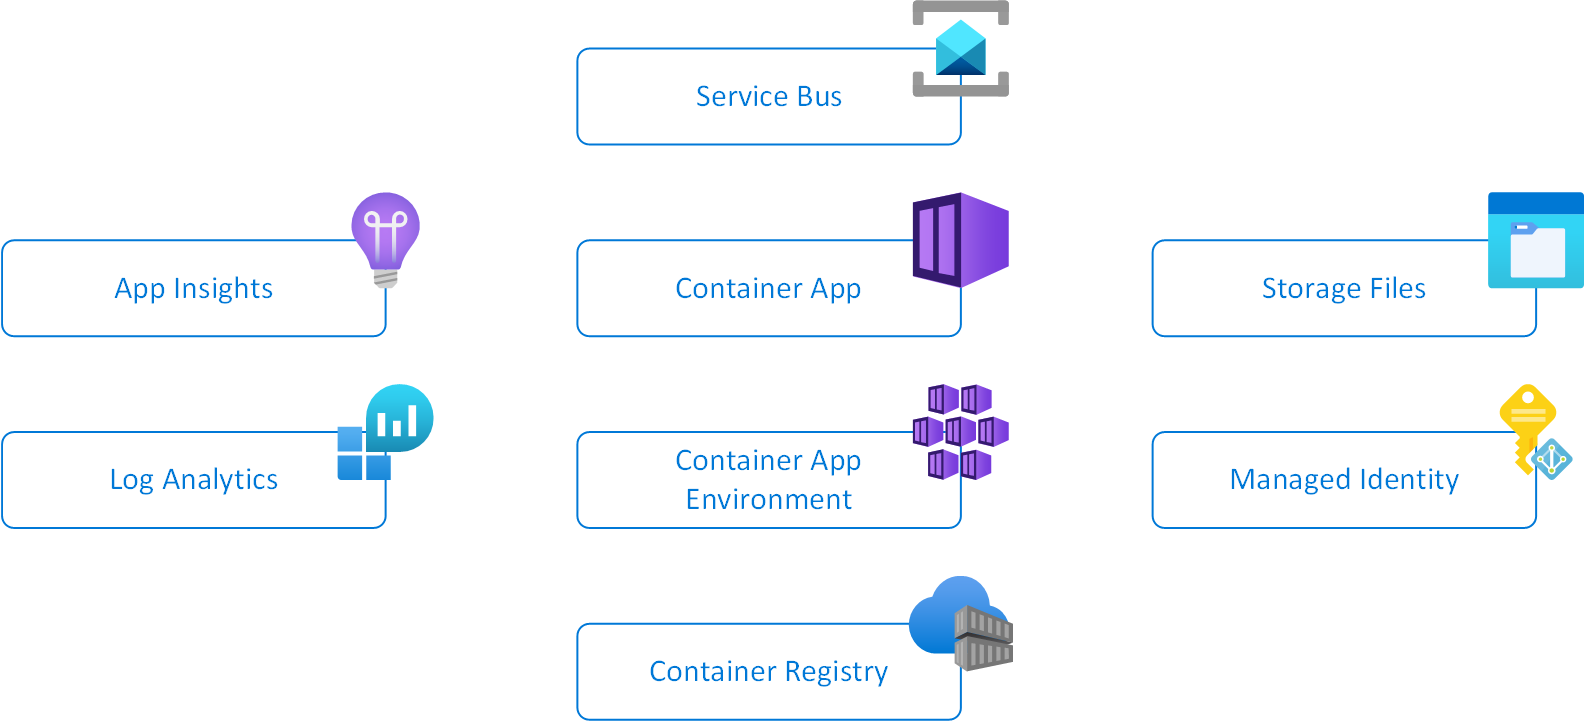 Service Bus
App Insights
Container App
Storage Files
Log Analytics
Container App
Environment
Managed Identity
Container Registry